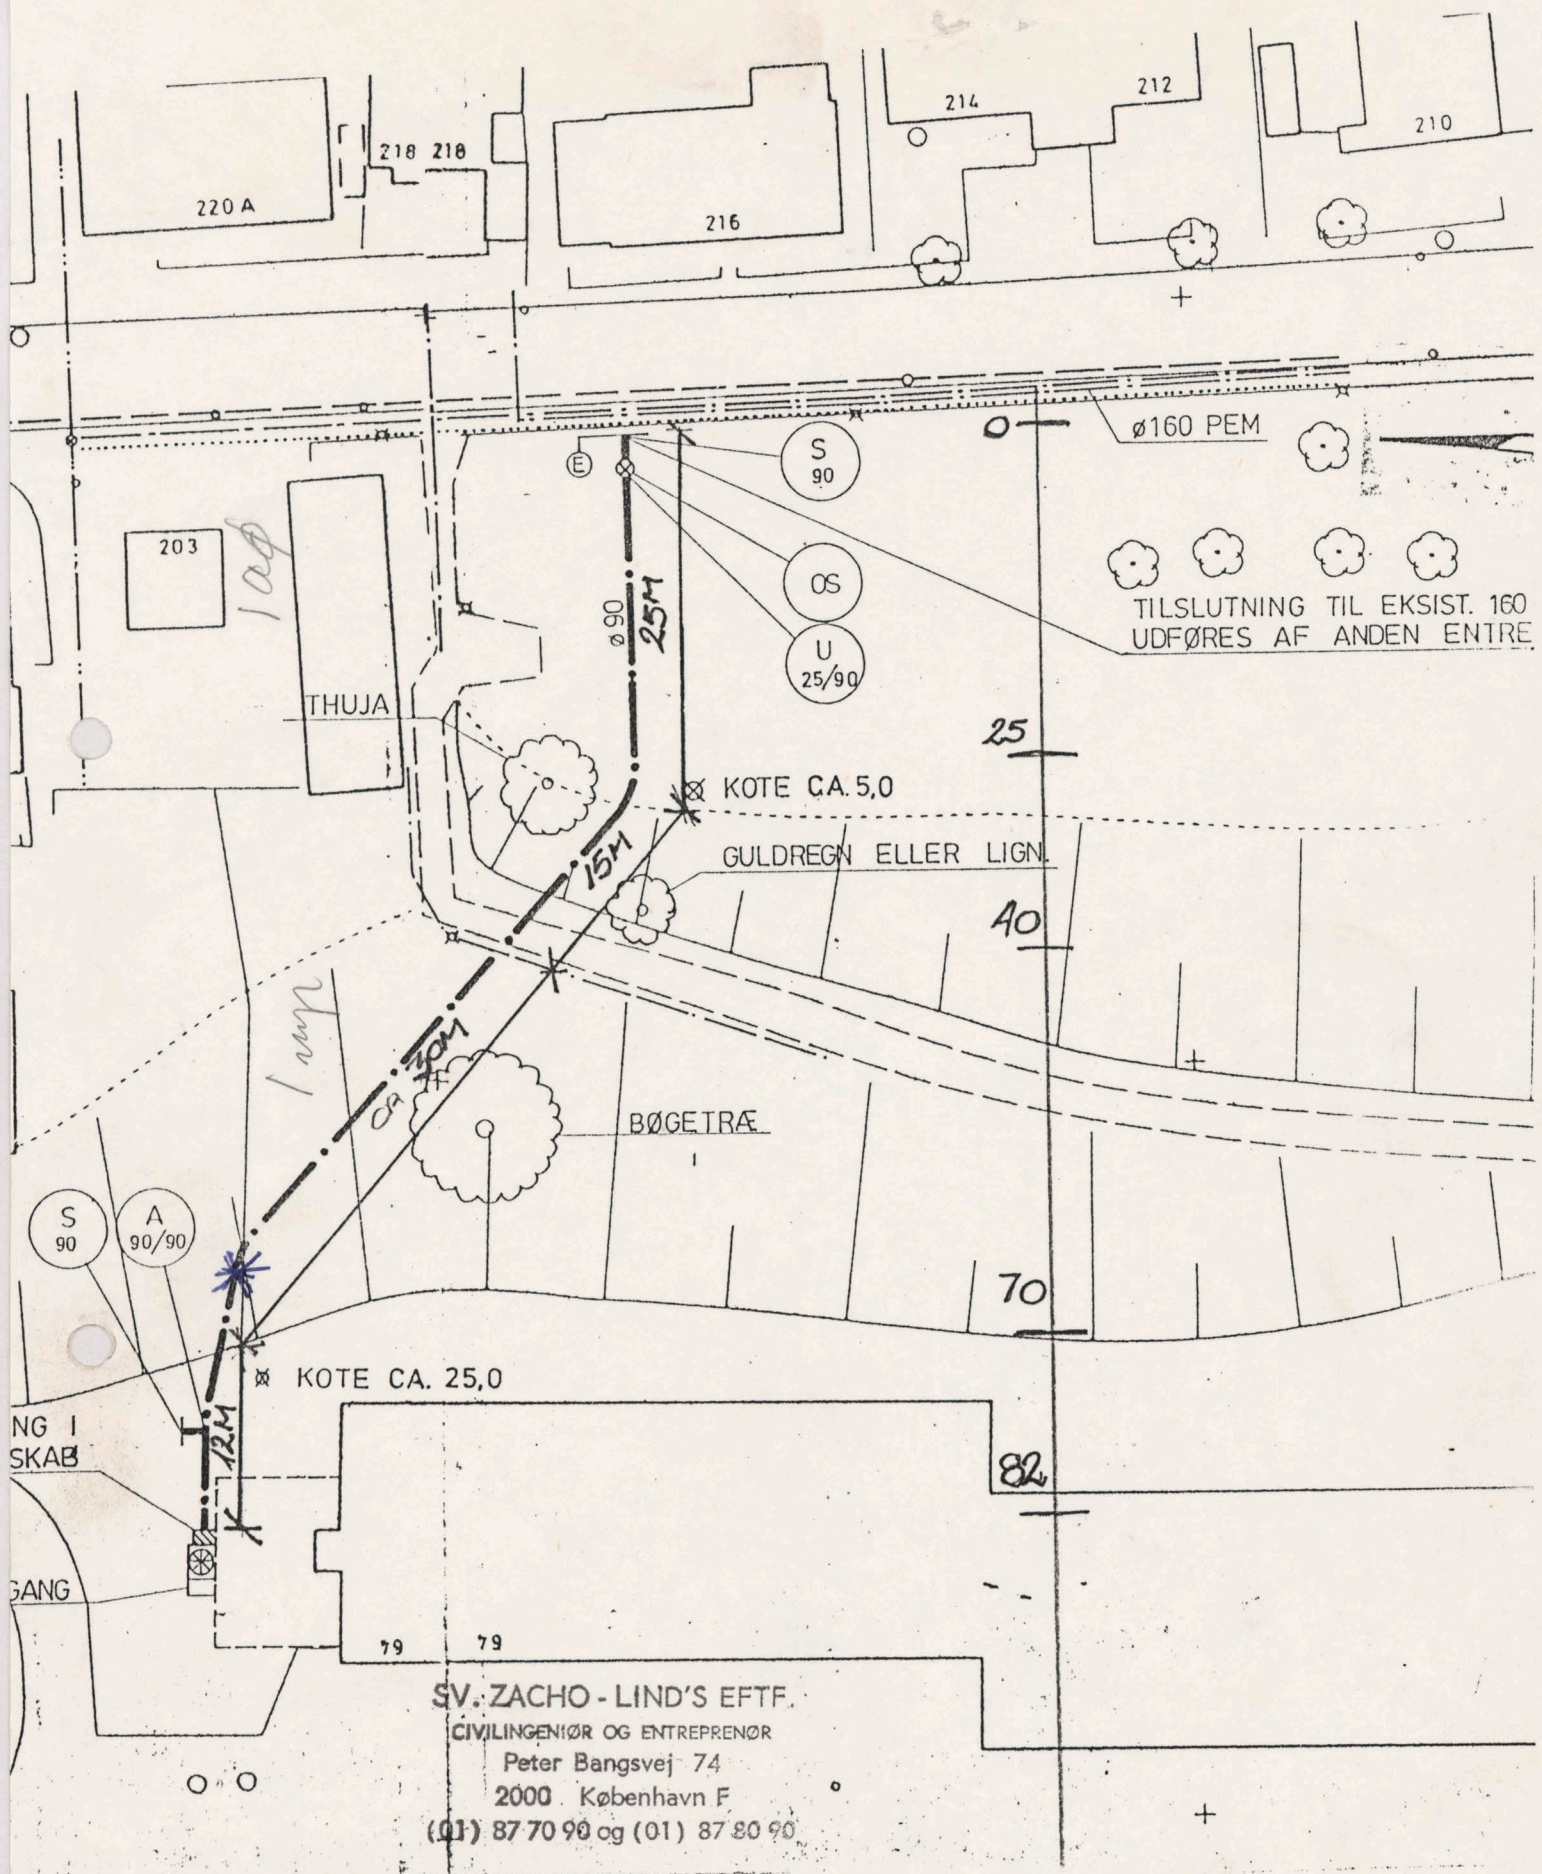 220 A
218 218
216
214
212
210
0
ø160 PEM
S
90
E
203
OS
TILSLUTNING TIL EKSIST. 160
UDFØRES AF ANDEN ENTRE
ø90
25M
U
25/90
THUJA
25
KOTE CA. 5,0
15M
GULDREGN ELLER LIGN.
40
CA 30M
BØGETRÆ
S
90
A
90/90
70
KOTE CA. 25,0
12M
NG I
SKAB
82
GANG
79
79
SV. ZACHO - LIND'S EFTF.
CIVILINGENIØR OG ENTREPRENØR
Peter Bangsvej 74
2000 København F
(01) 87 70 90 og (01) 87 80 90